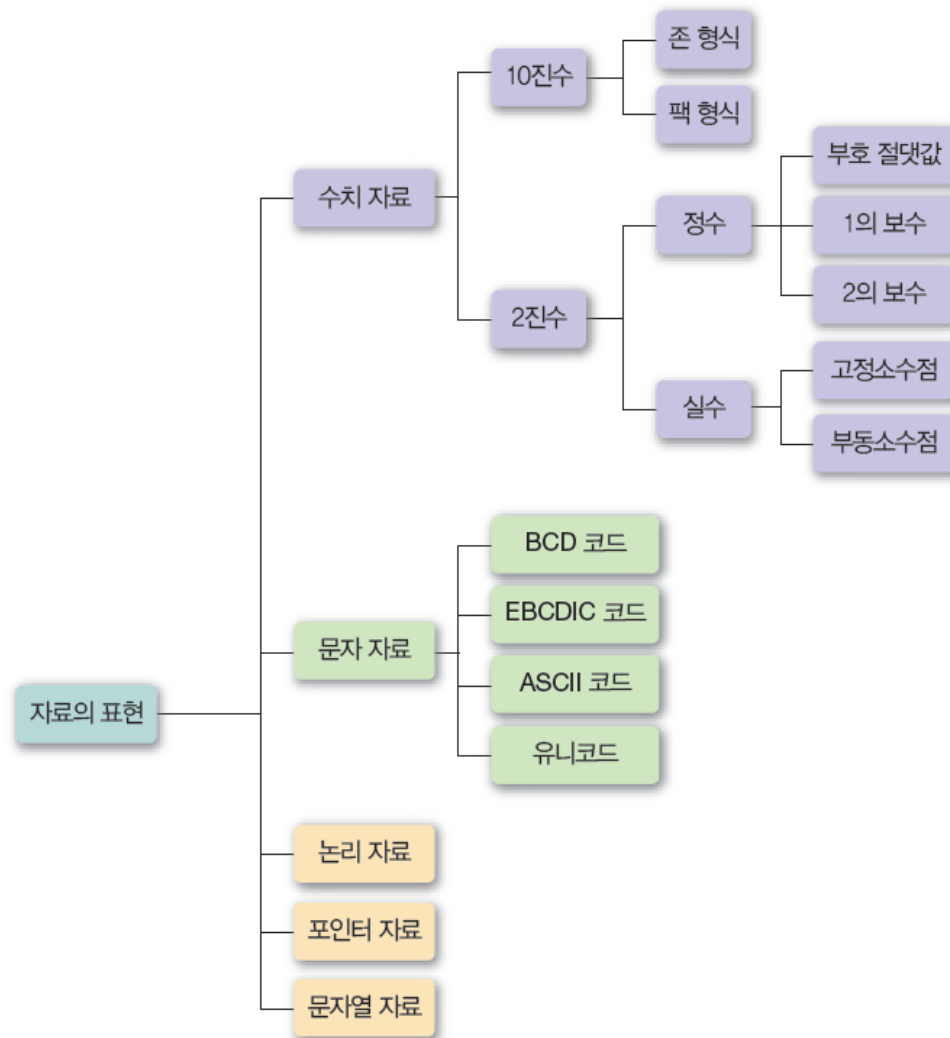 존 형식
10진수
팩 형식
부호 절댓값
수치 자료
정수
1의 보수
2진수
2의 보수
고정소수점
실수
부동소수점
BCD 코드
EBCDIC 코드
문자 자료
ASCII 코드
자료의 표현
유니코드
논리 자료
포인터 자료
문자열 자료